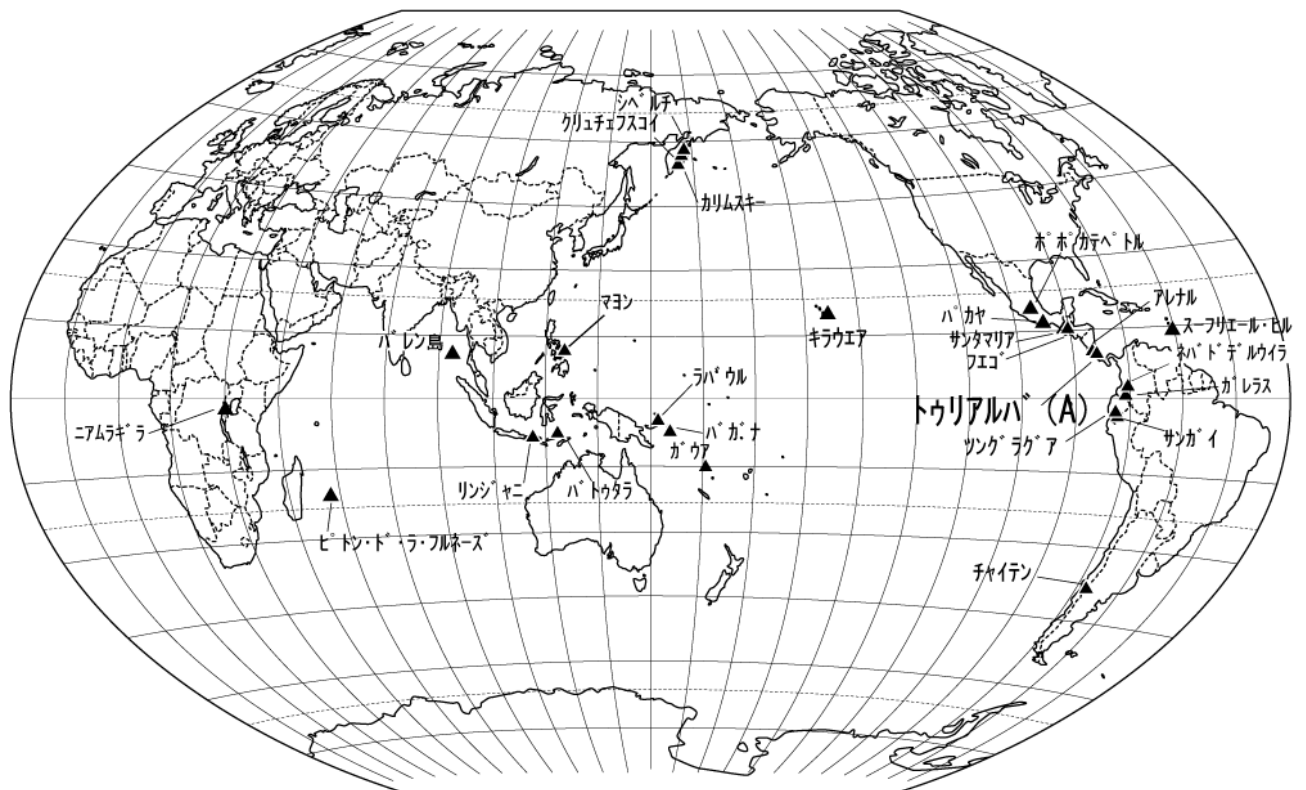 シベルチ
クリュチェフスコイ
カリムスキー
ポポカテペトル
アレナル
マヨン
パカヤ
スーフリエール・ヒル
キラウエア
サンタマリア
バレン島
フエゴ
ネバドデルウイラ
ラバウル
ガレラス
トゥリアルバ (A)
ニアムラギラ
バガナ
サンガイ
ガウア
ツングラグア
リンジャニ
バトゥタラ
ピトン・ド・ラ・フルネーズ
チャイテン